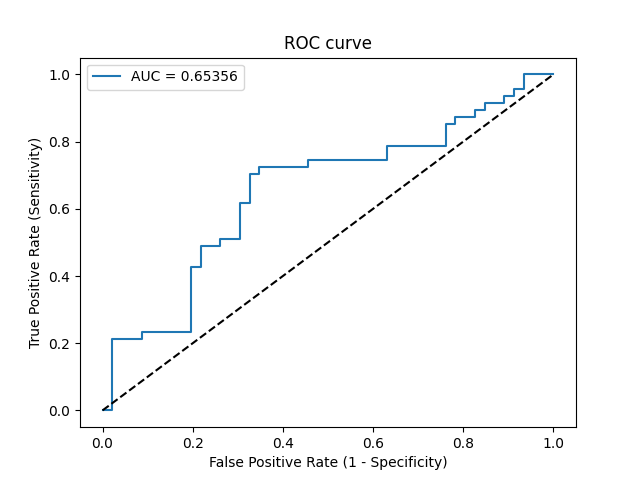 ROC curve
AUC = 0.65356
1.0
0.8
0.6
0.4
0.2
0.0
True Positive Rate (Sensitivity)
0.0 0.2 0.4 0.6 0.8 1.0
False Positive Rate (1 - Specificity)